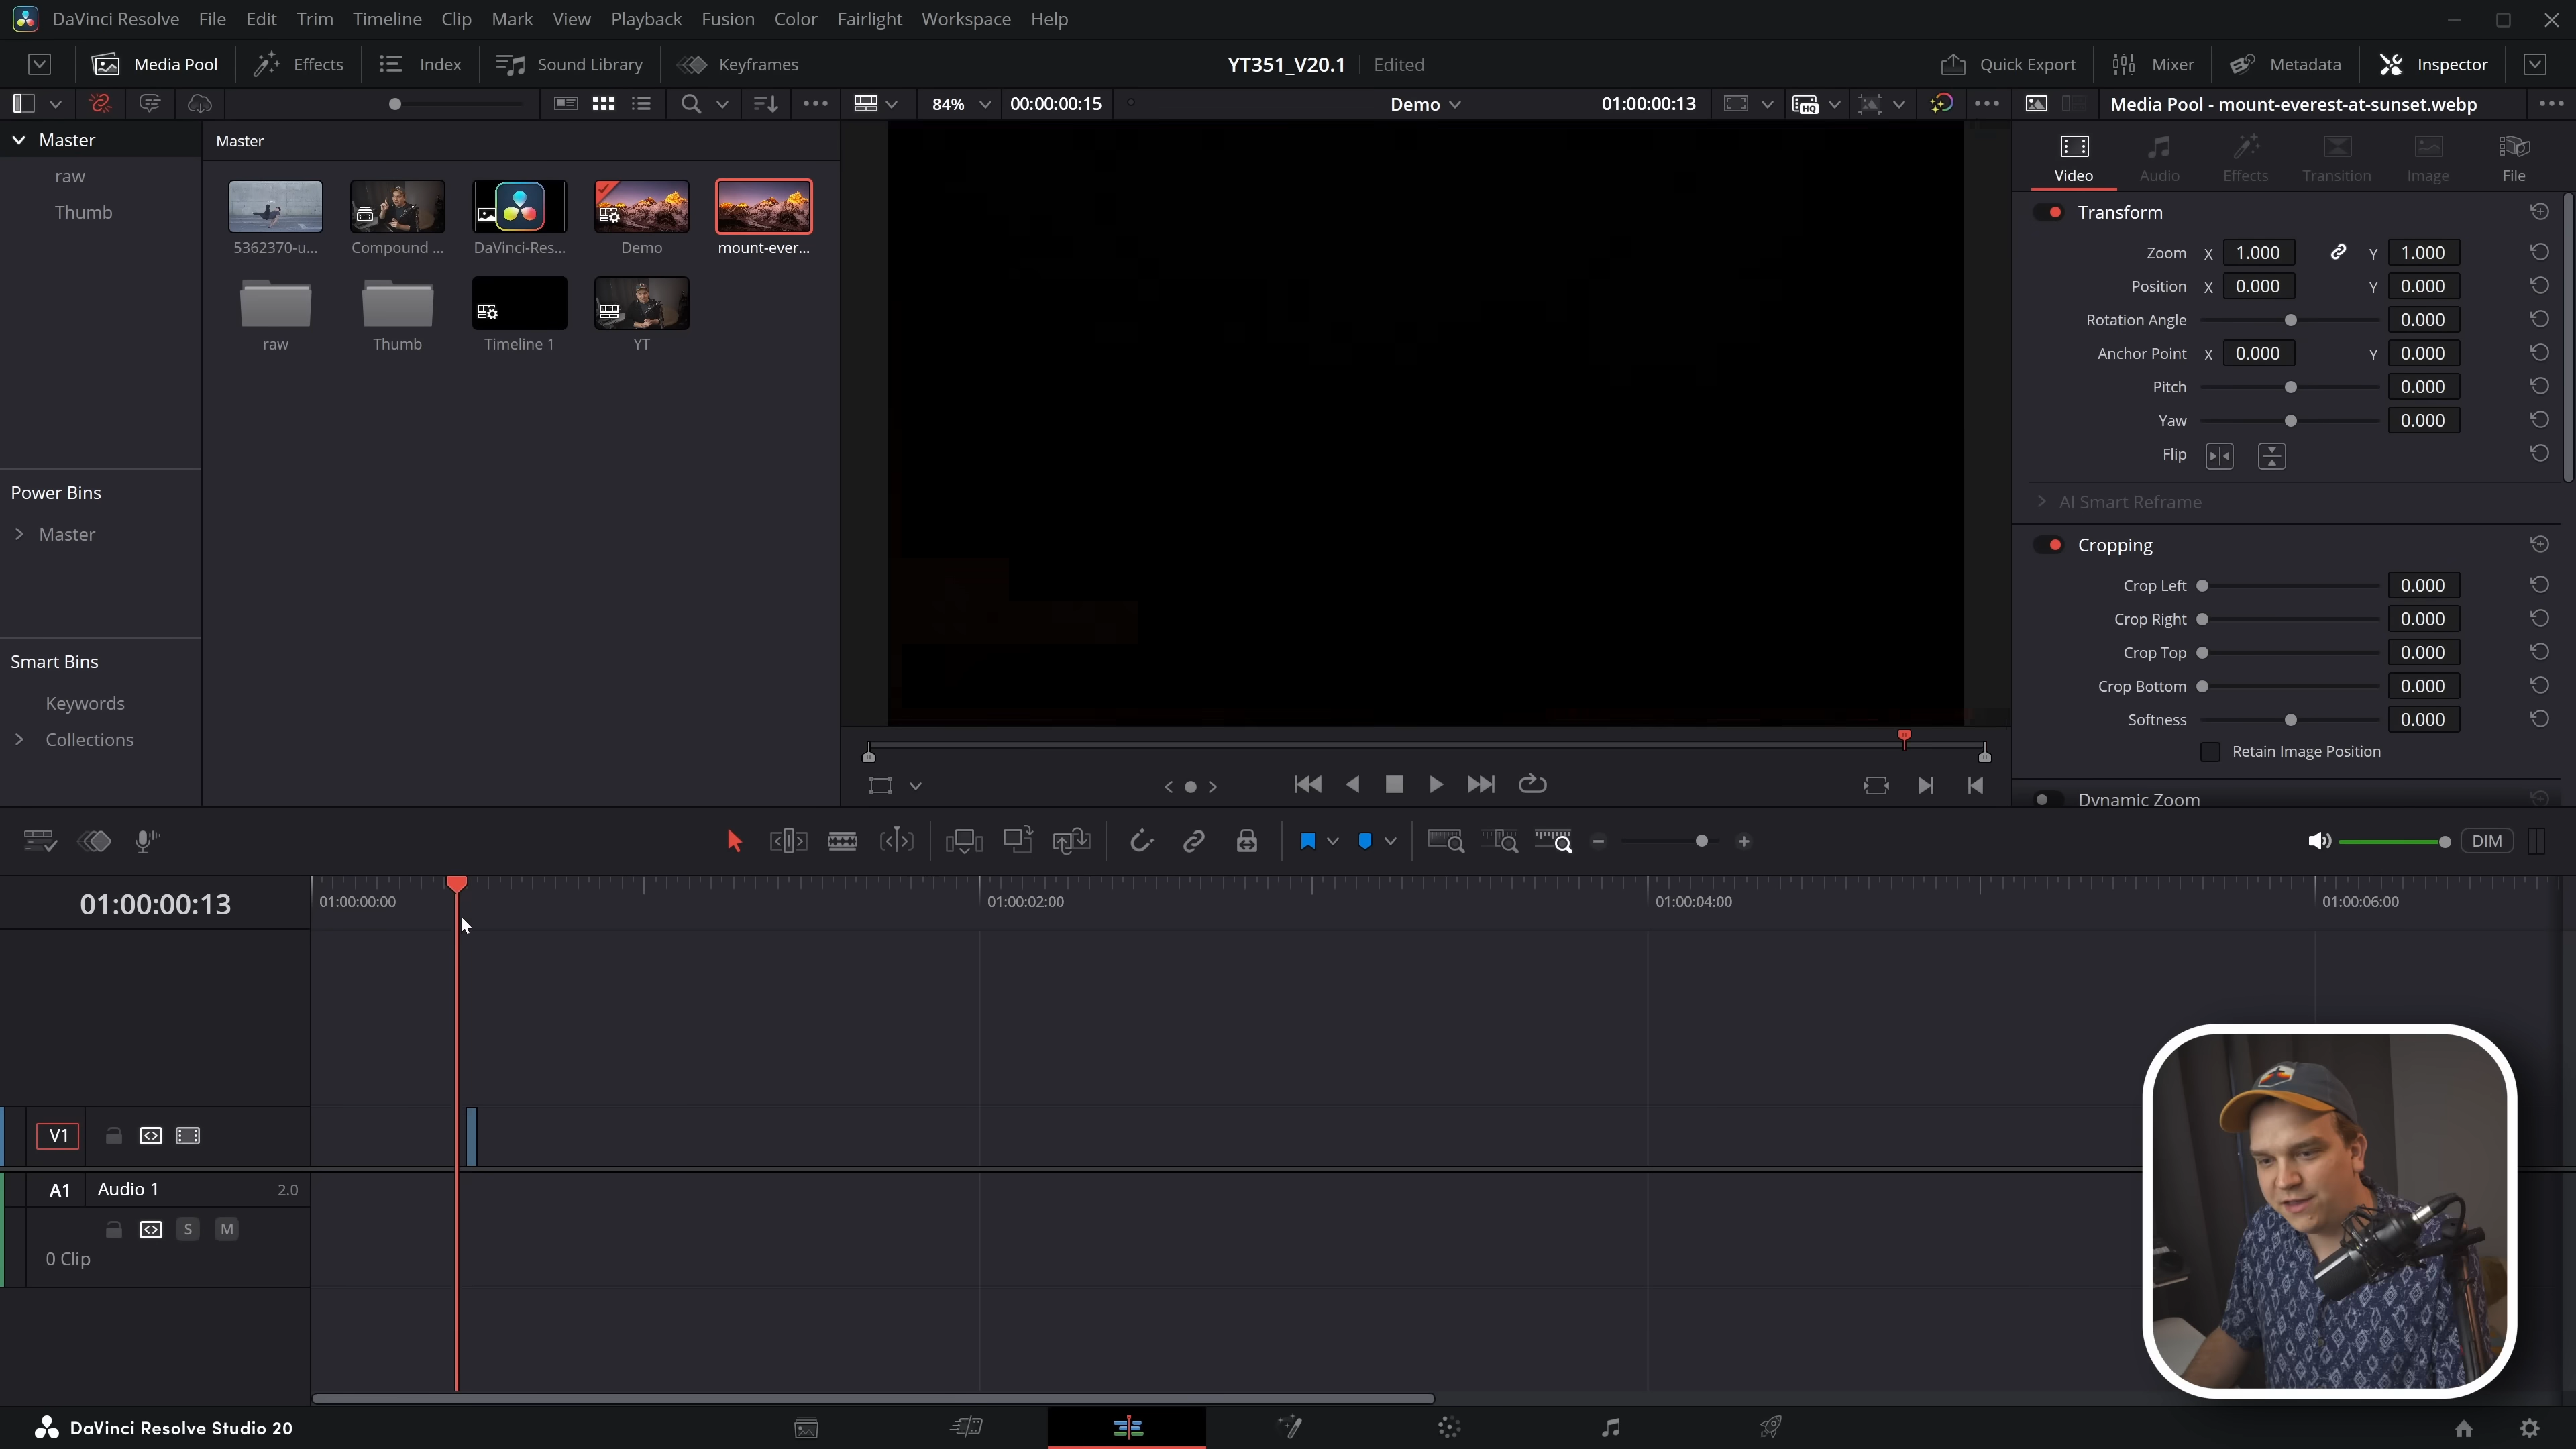 DaVinci Resolve File Edit Trim Timeline Clip Mark View Playback Fusion Color Fairlight Workspace Help
Media Pool Effects Index Sound Library Keyframes YT351_V20.1 Edited Quick Export Mixer Metadata Inspector
84% 00:00:00:15 Demo 01:00:00:13 HQ Media Pool - mount-everest-at-sunset.webp
Master
raw
Thumb
Master
5362370-u... Compound ... DaVinci-Res... Demo mount-ever...
raw Thumb Timeline 1 YT
Power Bins
Master
Smart Bins
Keywords
Collections
Video Audio Effects Transition Image File
Transform
Zoom X 1.000 Y 1.000
Position X 0.000 Y 0.000
Rotation Angle 0.000
Anchor Point X 0.000 Y 0.000
Pitch 0.000
Yaw 0.000
Flip
AI Smart Reframe
Cropping
Crop Left 0.000
Crop Right 0.000
Crop Top 0.000
Crop Bottom 0.000
Softness 0.000
Retain Image Position
Dynamic Zoom
DIM
01:00:00:13 01:00:00:00 01:00:02:00 01:00:04:00 01:00:06:00
V1
A1 Audio 1 2.0
S M
0 Clip
DaVinci Resolve Studio 20